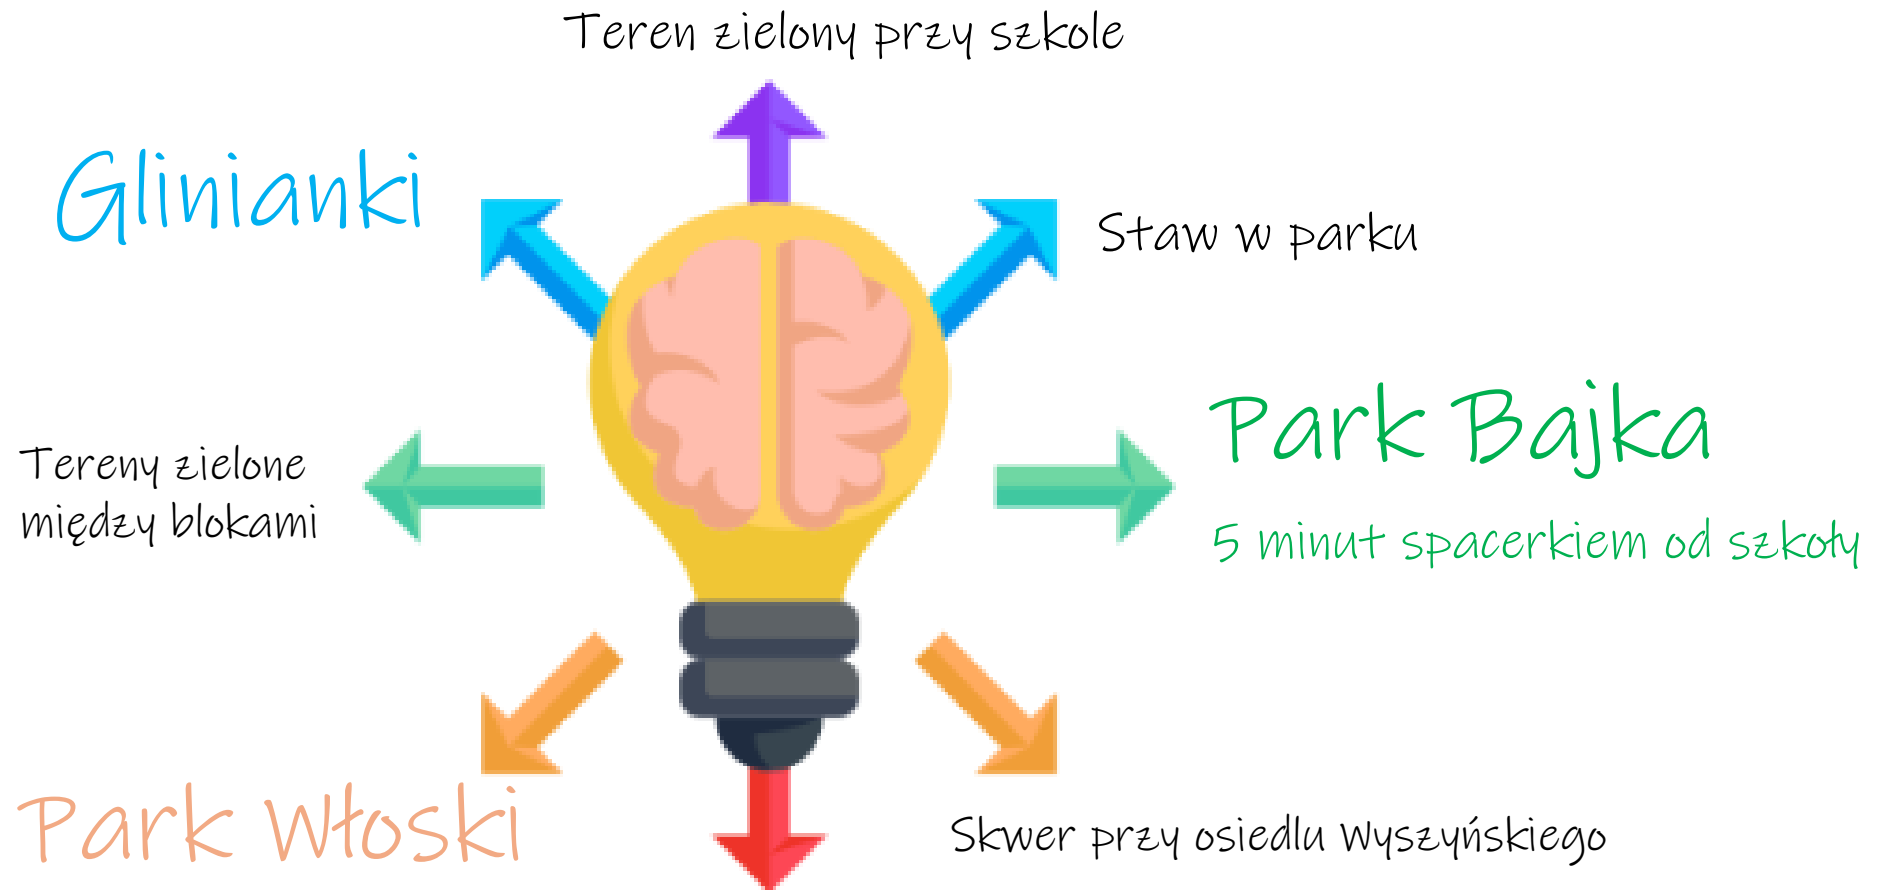 Teren zielony przy szkole
Glinianki
Staw w parku
Park Bajka
5 minut spacerkiem od szkoły
Tereny zielone
między blokami
Park Włoski
Skwer przy osiedlu Wyszyńskiego